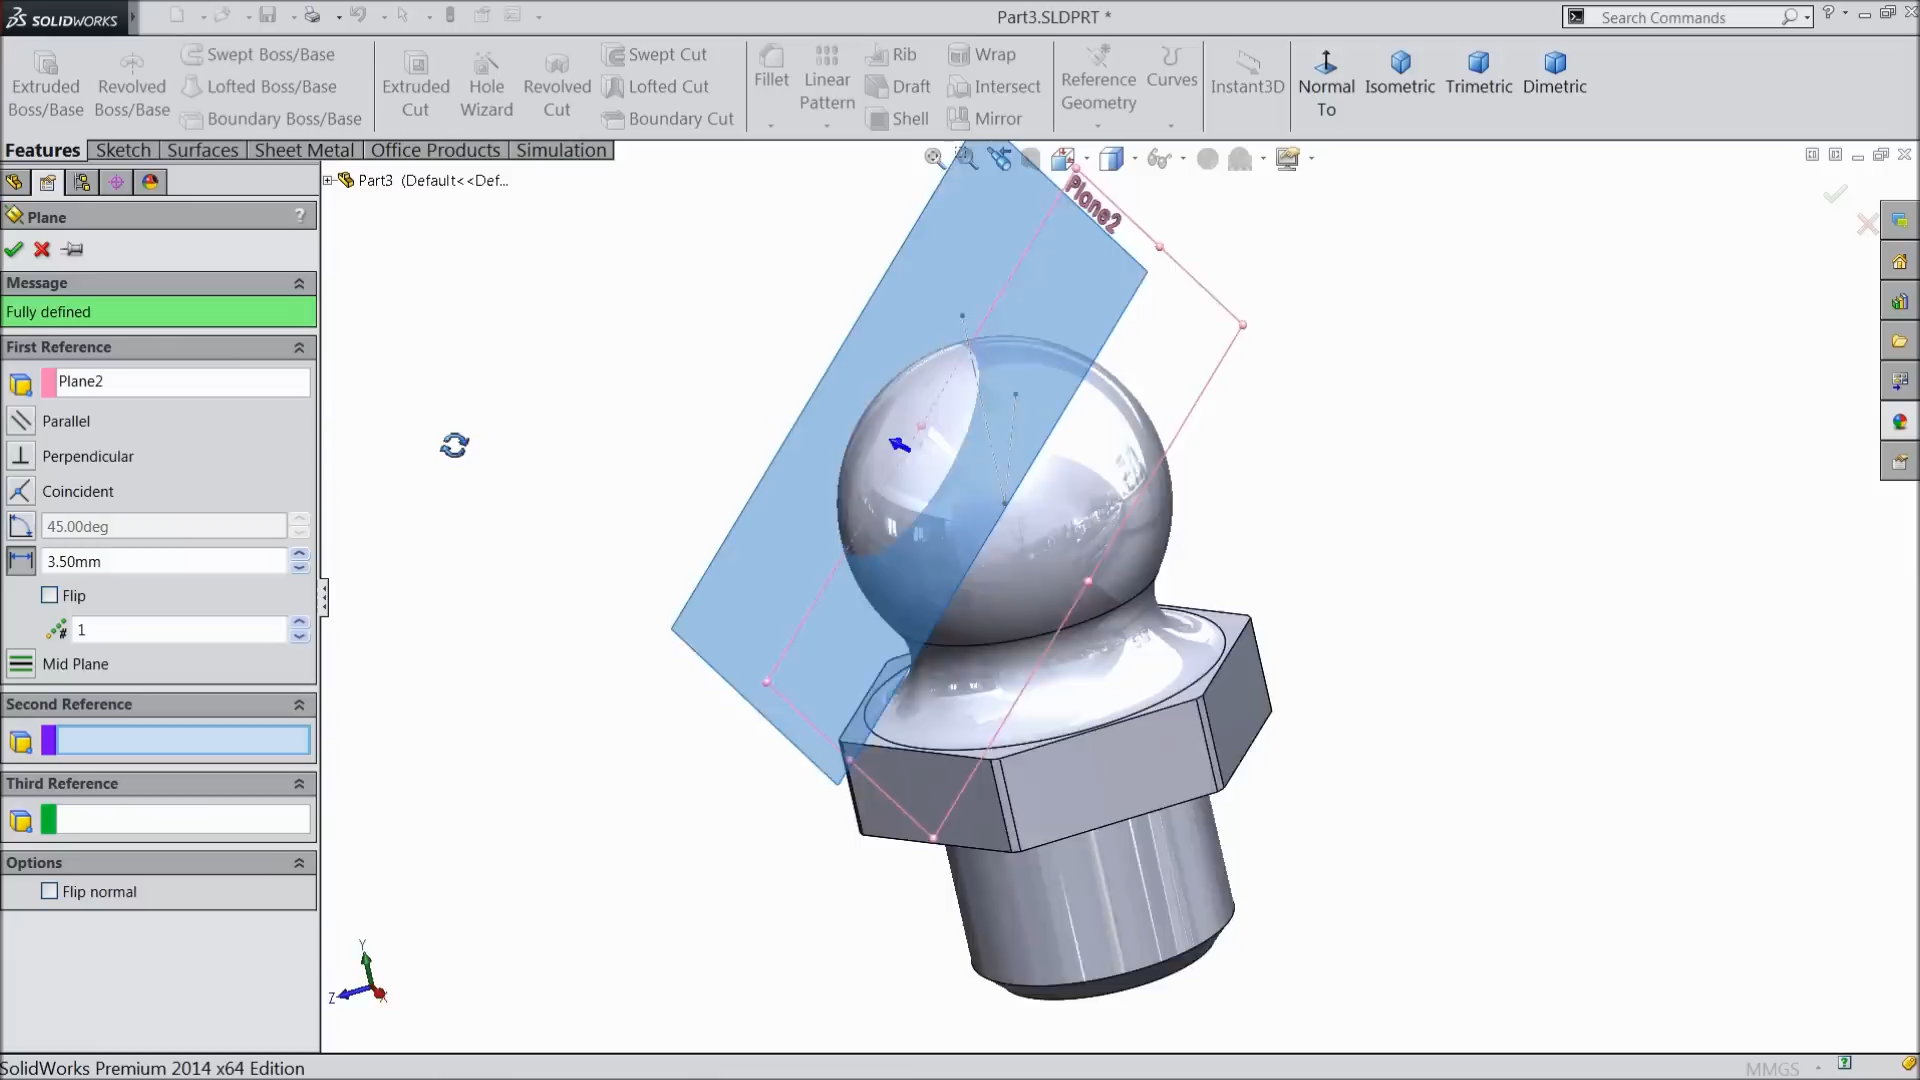 SOLIDWORKS
Part3.SLDPRT *
Search Commands
?
Extruded Boss/Base
Revolved Boss/Base
Swept Boss/Base
Lofted Boss/Base
Boundary Boss/Base
Extruded Cut
Hole Wizard
Revolved Cut
Swept Cut
Lofted Cut
Boundary Cut
Fillet
Linear Pattern
Rib
Draft
Shell
Wrap
Intersect
Mirror
Reference Geometry
Curves
Instant3D
Normal To
Isometric
Trimetric
Dimetric
Features
Sketch
Surfaces
Sheet Metal
Office Products
Simulation
Part3 (Default<<Def...
Plane
?
Message
Fully defined
First Reference
Plane2
Parallel
Perpendicular
Coincident
45.00deg
3.50mm
Flip
1
Mid Plane
Second Reference
Third Reference
Options
Flip normal
Plane2
Y
Z
X
SolidWorks Premium 2014 x64 Edition
MMGS